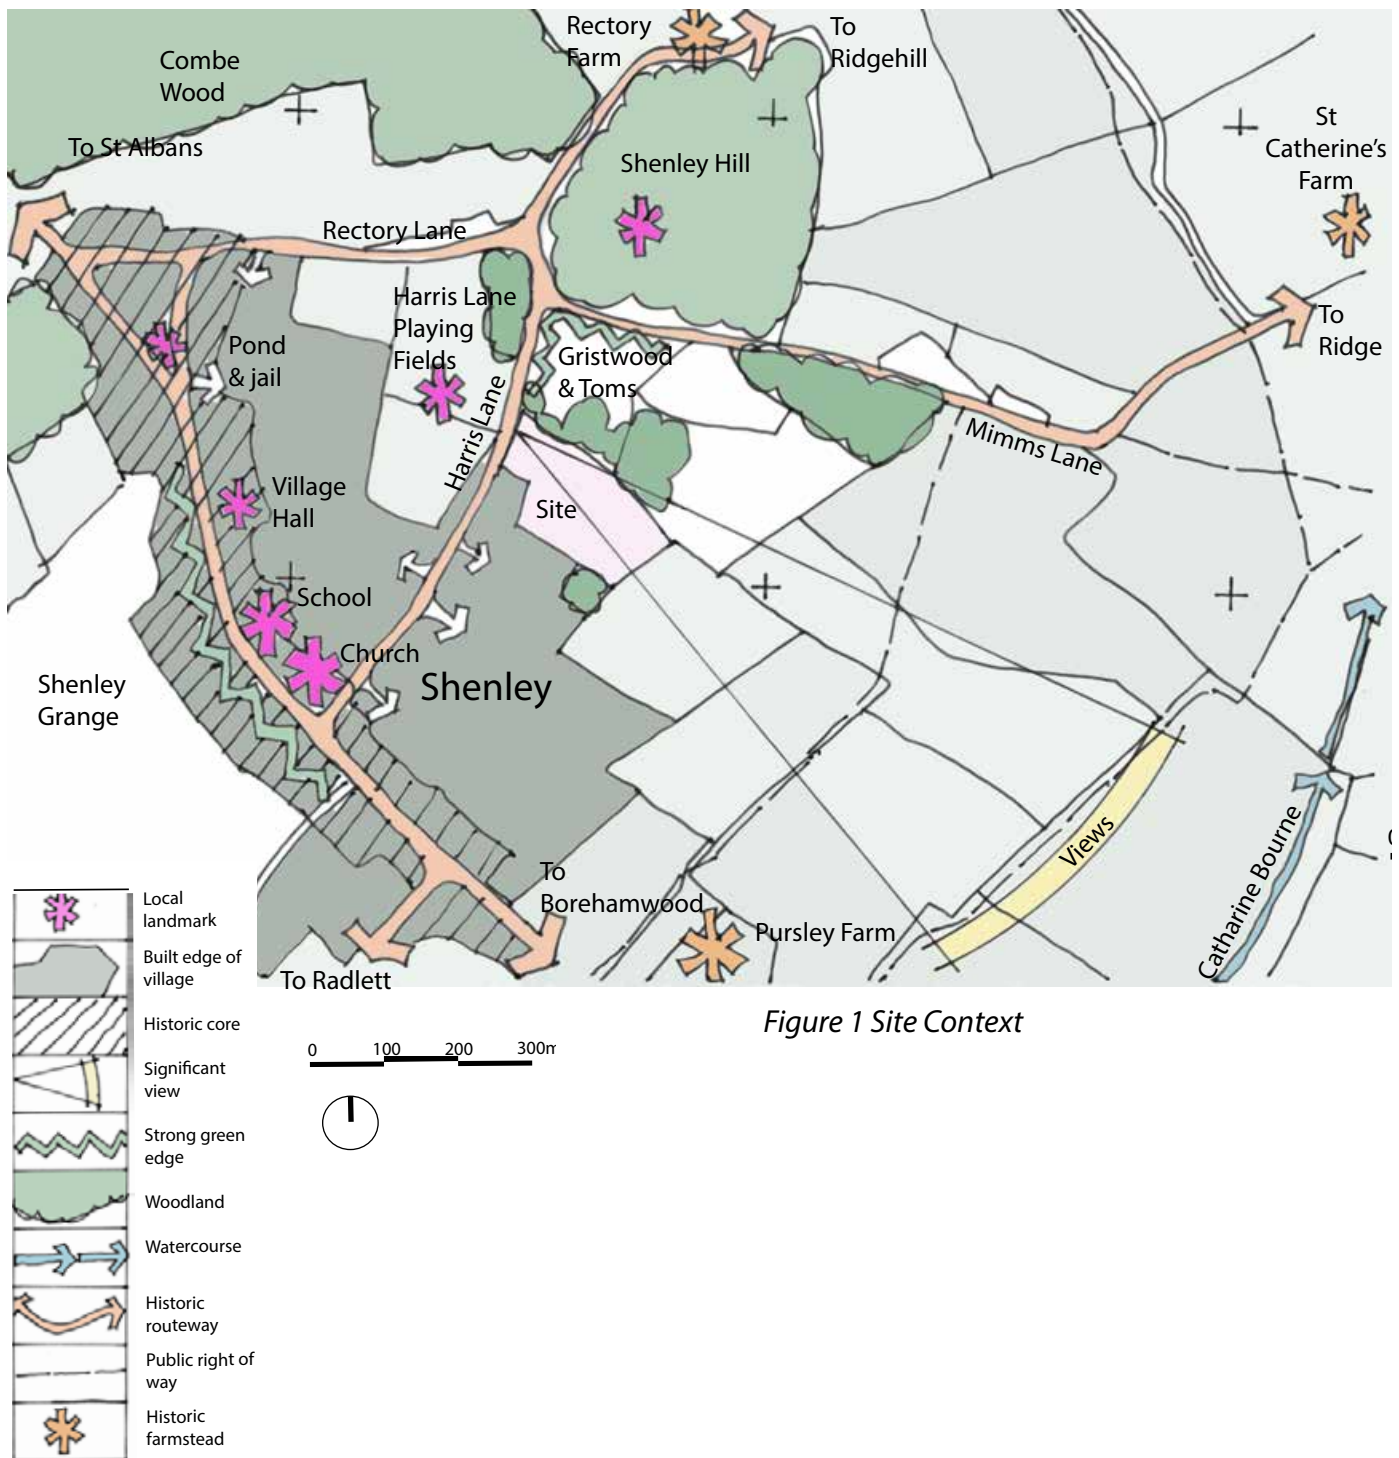 Rectory
Farm
To
Ridgehill
Combe
Wood
To St Albans
St
Catherine's
Farm
Shenley Hill
Rectory Lane
Harris Lane
Playing
Fields
To
Ridge
Pond
& jail
Gristwood
& Toms
Harris Lane
Mimms Lane
Village
Hall
Site
School
Church
Shenley
Shenley
Grange
Views
Catharine Bourne
To
Borehamwood
Pursley Farm
To Radlett
Local
landmark
Built edge of
village
Historic core
Significant
view
Strong green
edge
Woodland
Watercourse
Historic
routeway
Public right of
way
Historic
farmstead
0 100 200 300m
Figure 1 Site Context